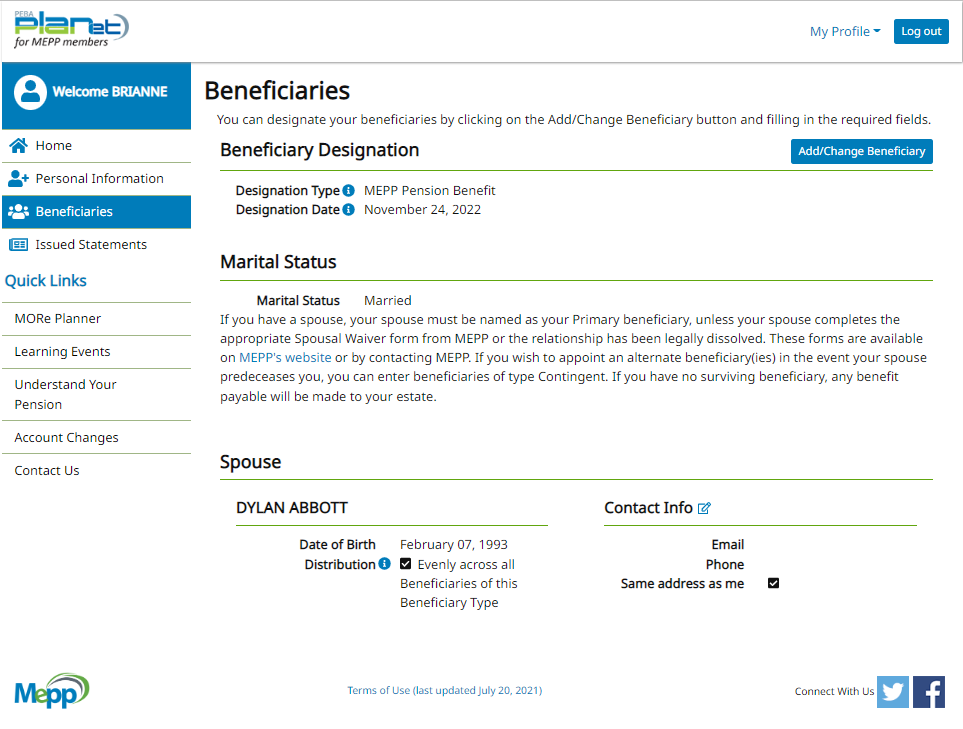 PEBA
planet
for MEPP members
My Profile
Log out
Welcome BRIANNE
Home
Personal Information
Beneficiaries
Issued Statements
Quick Links
MORe Planner
Learning Events
Understand Your
Pension
Account Changes
Contact Us
Beneficiaries
You can designate your beneficiaries by clicking on the Add/Change Beneficiary button and filling in the required fields.
Beneficiary Designation
Add/Change Beneficiary
Designation Type MEPP Pension Benefit
Designation Date November 24, 2022
Marital Status
Marital Status Married
If you have a spouse, your spouse must be named as your Primary beneficiary, unless your spouse completes the
appropriate Spousal Waiver form from MEPP or the relationship has been legally dissolved. These forms are available
on MEPP's website or by contacting MEPP. If you wish to appoint an alternate beneficiary(ies) in the event your spouse
predeceases you, you can enter beneficiaries of type Contingent. If you have no surviving beneficiary, any benefit
payable will be made to your estate.
Spouse
DYLAN ABBOTT
Date of Birth February 07, 1993
Distribution Evenly across all
Beneficiaries of this
Beneficiary Type
Contact Info
Email
Phone
Same address as me
Mepp
Terms of Use (last updated July 20, 2021)
Connect With Us